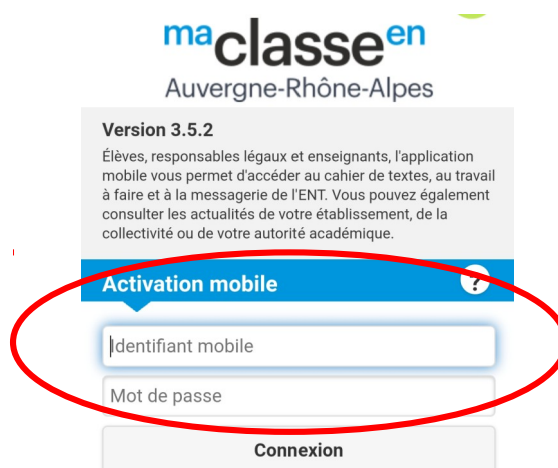 maclasseen
Auvergne-Rhône-Alpes
Version 3.5.2
Élèves, responsables légaux et enseignants, l'application
mobile vous permet d'accéder au cahier de textes, au travail
à faire et à la messagerie de l'ENT. Vous pouvez également
consulter les actualités de votre établissement, de la
collectivité ou de votre autorité académique.
Activation mobile ?
Identifiant mobile
Mot de passe
Connexion